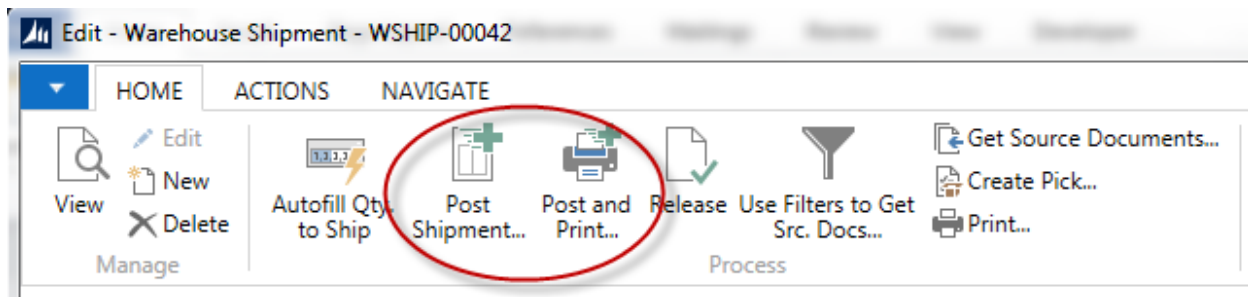 Edit - Warehouse Shipment - WSHIP-00042
HOME ACTIONS NAVIGATE
View
Edit
New
Delete
Manage
Autofill Qty.
to Ship
Post
Shipment...
Post and
Print...
Release
Use Filters to Get
Src. Docs...
Get Source Documents...
Create Pick...
Print...
Process